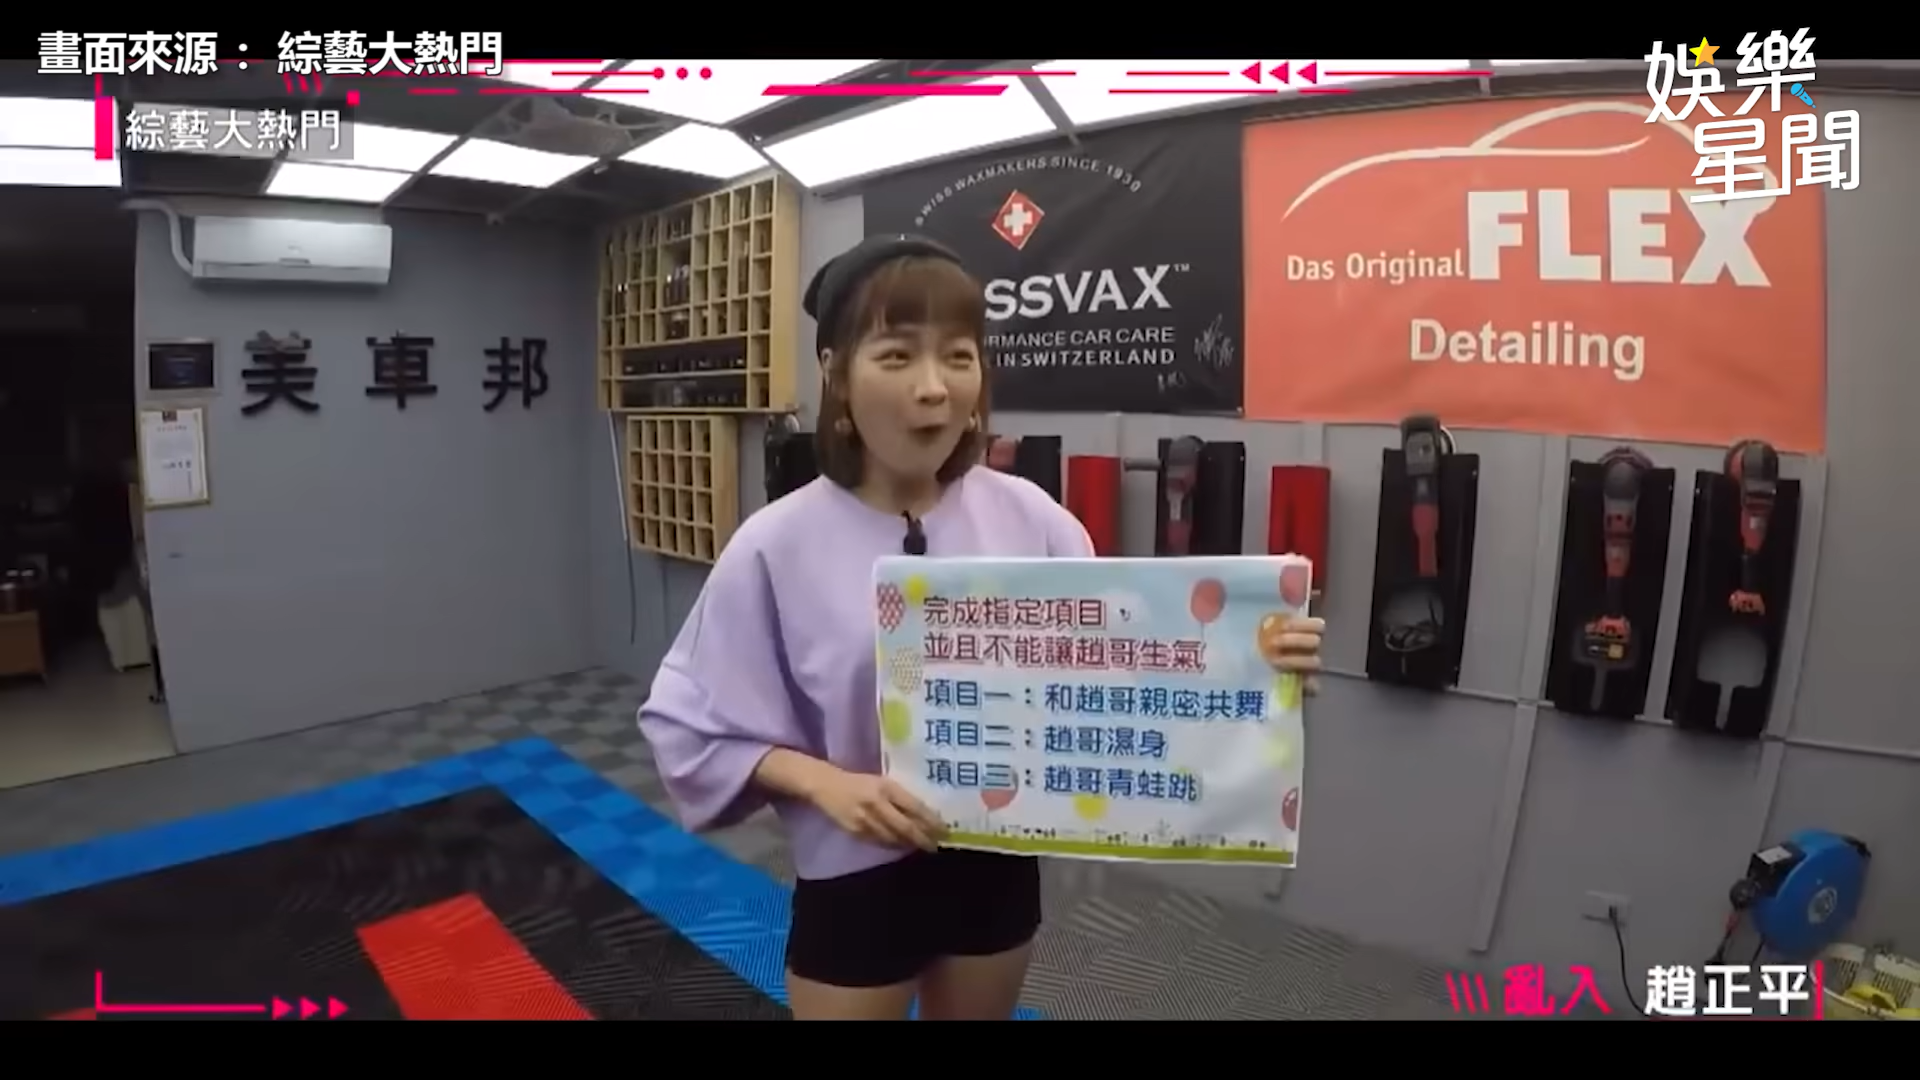 畫面來源： 綜藝大熱門
綜藝大熱門
娛樂
星聞
SWISS WAXMAKERS SINCE 1930
SSVAX™
RMANCE CAR CARE
IN SWITZERLAND
Das Original FLEX
Detailing
美車邦
完成指定項目，
並且不能讓趙哥生氣
項目一：和趙哥親密共舞
項目二：趙哥濕身
項目三：趙哥青蛙跳
亂入 趙正平